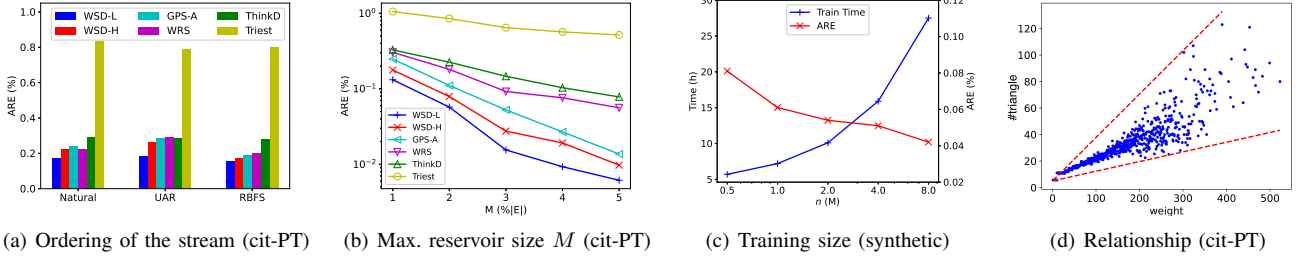 WSD-L
WSD-H
GPS-A
WRS
ThinkD
Triest
1.0
0.8
0.6
0.4
0.2
0.0
ARE (%)
Natural
UAR
RBFS
(a) Ordering of the stream (cit-PT)
10⁰
10⁻¹
10⁻²
ARE (%)
WSD-L
WSD-H
GPS-A
WRS
ThinkD
Triest
1
2
3
4
5
M (%|E|)
(b) Max. reservoir size M (cit-PT)
30
25
20
15
10
5
Time (h)
Train Time
ARE
0.12
0.10
0.08
0.06
0.04
0.02
ARE (%)
0.5
1.0
2.0
4.0
8.0
n (M)
(c) Training size (synthetic)
120
100
80
60
40
20
0
#triangle
0
100
200
300
400
500
weight
(d) Relationship (cit-PT)